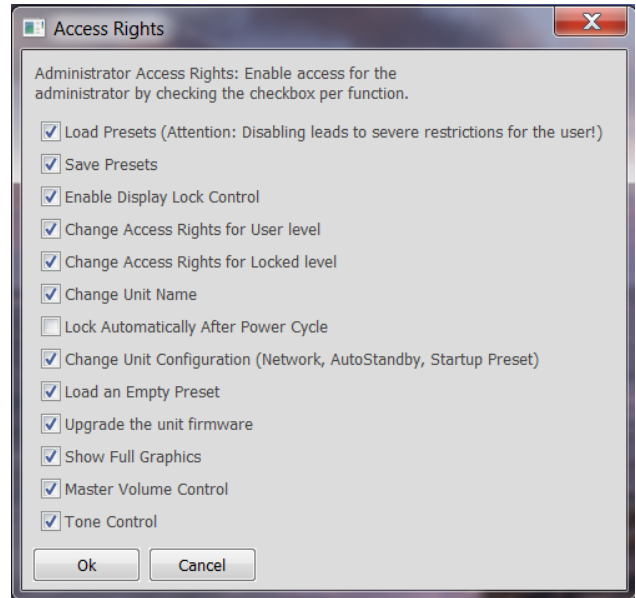 Access Rights
Administrator Access Rights: Enable access for the
administrator by checking the checkbox per function.
Load Presets (Attention: Disabling leads to severe restrictions for the user!)
Save Presets
Enable Display Lock Control
Change Access Rights for User level
Change Access Rights for Locked level
Change Unit Name
Lock Automatically After Power Cycle
Change Unit Configuration (Network, AutoStandby, Startup Preset)
Load an Empty Preset
Upgrade the unit firmware
Show Full Graphics
Master Volume Control
Tone Control
Ok Cancel